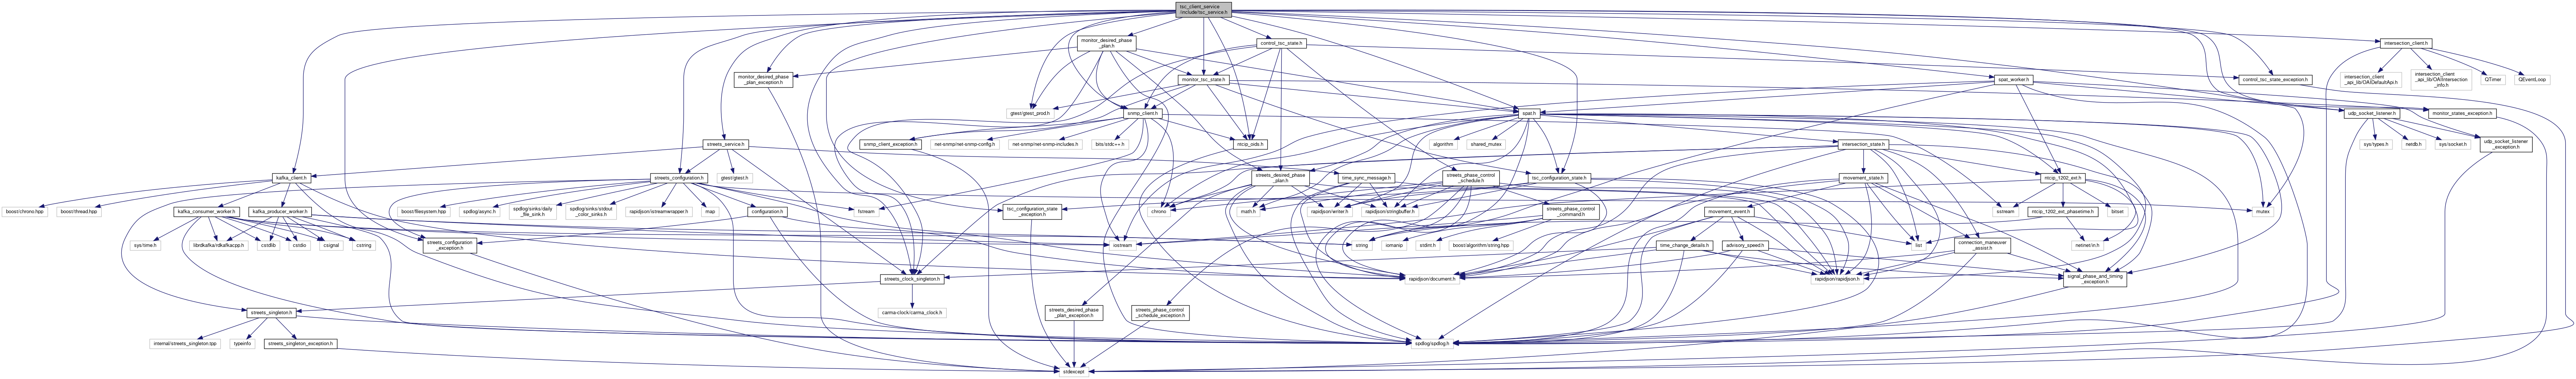 tsc_client_service
/include/tsc_service.h
monitor_desired_phase
_plan.h
control_tsc_state.h
intersection_client.h
monitor_desired_phase
_plan_exception.h
monitor_tsc_state.h
spat_worker.h
control_tsc_state_exception.h
intersection_client
_api_lib/OAIDefaultApi.h
intersection_client
_api_lib/OAIIntersection
_info.h
QTimer
QEventLoop
gtest/gtest_prod.h
snmp_client.h
spat.h
udp_socket_listener.h
monitor_states_exception.h
streets_service.h
snmp_client_exception.h
net-snmp/net-snmp-config.h
net-snmp/net-snmp-includes.h
bits/stdc++.h
ntcip_oids.h
algorithm
shared_mutex
intersection_state.h
sys/types.h
netdb.h
sys/socket.h
udp_socket_listener
_exception.h
kafka_client.h
streets_configuration.h
gtest/gtest.h
streets_desired_phase
_plan.h
time_sync_message.h
streets_phase_control
_schedule.h
tsc_configuration_state.h
movement_state.h
ntcip_1202_ext.h
boost/chrono.hpp
boost/thread.hpp
kafka_consumer_worker.h
kafka_producer_worker.h
boost/filesystem.hpp
spdlog/async.h
spdlog/sinks/daily
_file_sink.h
spdlog/sinks/stdout
_color_sinks.h
rapidjson/istreamwrapper.h
map
configuration.h
fstream
tsc_configuration_state
_exception.h
chrono
math.h
rapidjson/writer.h
rapidjson/stringbuffer.h
streets_phase_control
_command.h
movement_event.h
sstream
ntcip_1202_ext_phasetime.h
bitset
mutex
sys/time.h
librdkafka/rdkafkacpp.h
cstdlib
cstdio
csignal
cstring
streets_configuration
_exception.h
iostream
string
iomanip
stdint.h
boost/algorithm/string.hpp
time_change_details.h
advisory_speed.h
list
connection_maneuver
_assist.h
netinet/in.h
streets_clock_singleton.h
rapidjson/document.h
rapidjson/rapidjson.h
signal_phase_and_timing
_exception.h
streets_singleton.h
carma-clock/carma_clock.h
streets_desired_phase
_plan_exception.h
streets_phase_control
_schedule_exception.h
internal/streets_singleton.tpp
typeinfo
streets_singleton_exception.h
spdlog/spdlog.h
stdexcept